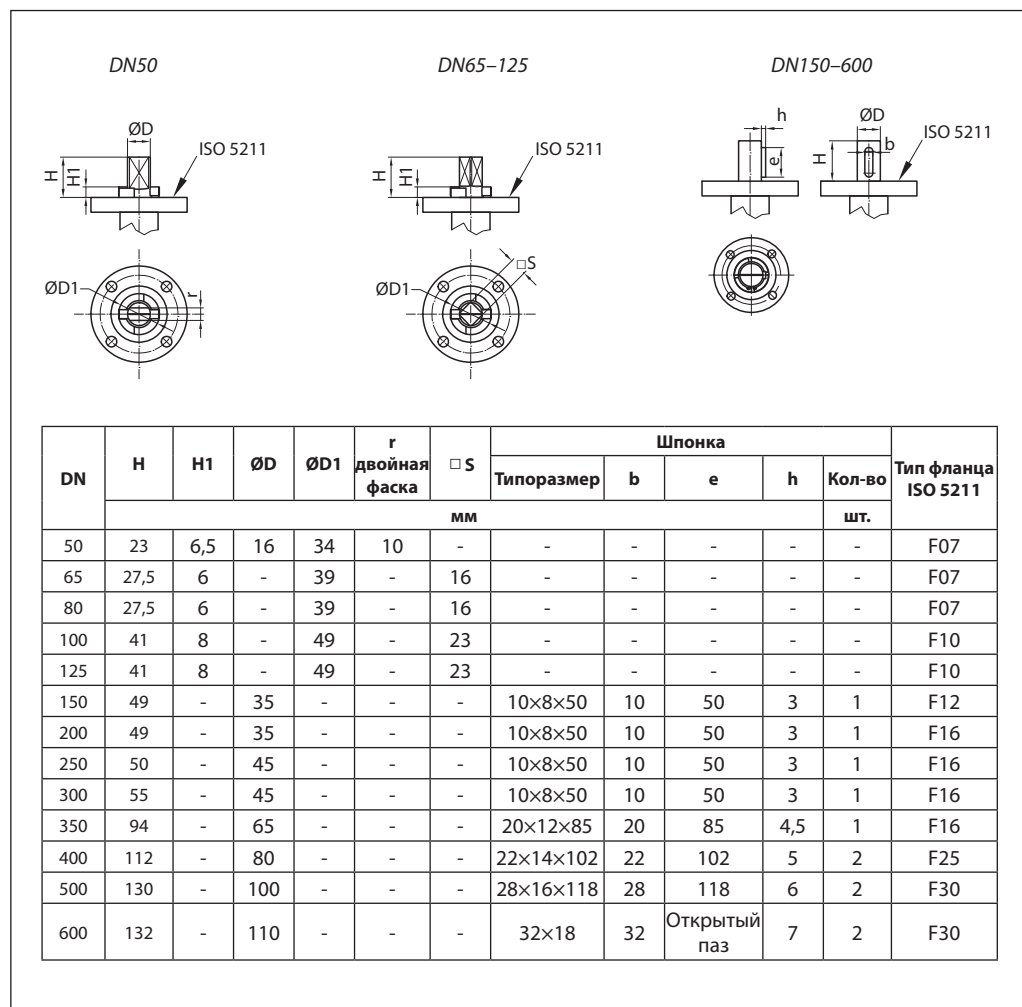 DN50
DN65–125
DN150–600
ØD
ISO 5211
H
H1
ØD1
r
ISO 5211
H
H1
□S
ØD1
h
e
H
ØD
b
ISO 5211
DN H H1 ØD ØD1 r двойная фаска □ S Шпонка Тип фланца ISO 5211
Типоразмер b e h Кол-во
мм шт.
50 23 6,5 16 34 10 - - - - - - F07
65 27,5 6 - 39 - 16 - - - - - F07
80 27,5 6 - 39 - 16 - - - - - F07
100 41 8 - 49 - 23 - - - - - F10
125 41 8 - 49 - 23 - - - - - F10
150 49 - 35 - - - 10×8×50 10 50 3 1 F12
200 49 - 35 - - - 10×8×50 10 50 3 1 F16
250 50 - 45 - - - 10×8×50 10 50 3 1 F16
300 55 - 45 - - - 10×8×50 10 50 3 1 F16
350 94 - 65 - - - 20×12×85 20 85 4,5 1 F16
400 112 - 80 - - - 22×14×102 22 102 5 2 F25
500 130 - 100 - - - 28×16×118 28 118 6 2 F30
600 132 - 110 - - - 32×18 32 Открытый паз 7 2 F30